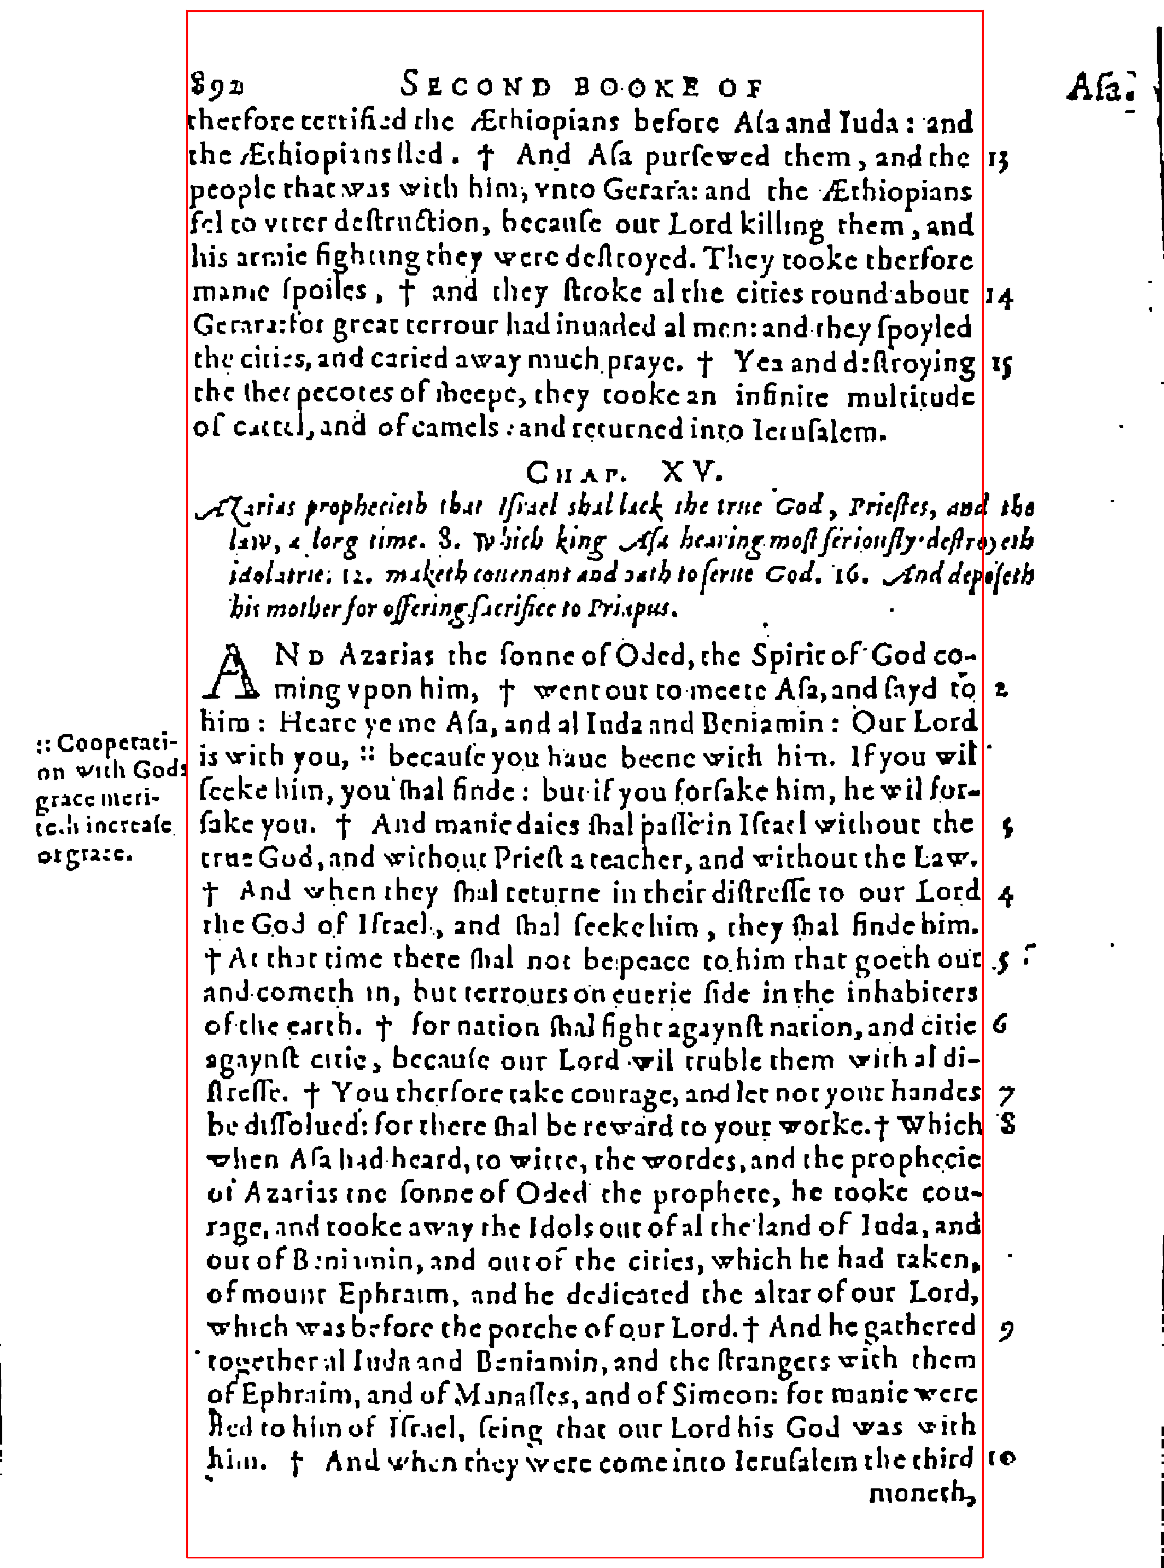 892 SECOND BOOKE OF Aſa.
therfore terrified the Æthiopians before Aſa and Iuda: and
the Æthiopians fled. † And Aſa purſewed them, and the 13
people that was with him, vnto Gerara: and the Æthiopians
fel to vtter deſtruction, becauſe our Lord killing them, and
his armie fighting they were deſtroyed. They tooke therfore
manie ſpoiles, † and they ſtroke al the cities round about 14
Gerara: for great terrour had inuaded al men: and they ſpoyled
the cities, and caried away much praye. † Yea and deſtroying 15
the ſhepecotes of ſheepe, they tooke an infinite multitude
of cattel, and of camels: and returned into Ieruſalem.
CHAP. XV.
Azarias prophecieth that Iſrael shal lack the true God, Prieſtes, and the
law, a long time. 8. Which king Aſa hearing moſt ſeriouſly deſtroyeth
idolatrie: 12. maketh couenant and oath to ſerue God. 16. And depoſeth
his mother for offering ſacrifice to Priapus.
AND Azarias the ſonne of Oded, the Spirit of God co-
ming vpon him, † went out to meete Aſa, and ſayd to 2
him: Heare ye me Aſa, and al Iuda and Beniamin: Our Lord
is with you, :: becauſe you haue beene with him. If you wil
ſeeke him, you ſhal finde: but if you forſake him, he wil for-
ſake you. † And manie daies ſhal paſſe in Iſrael without the 3
true God, and without Prieſt a teacher, and without the Law.
† And when they ſhal returne in their diſtreſſe to our Lord 4
the God of Iſrael, and ſhal ſeeke him, they ſhal finde him.
† At that time there ſhal not be peace to him that goeth out 5
and cometh in, but terrours on euerie ſide in the inhabiters
of the earth. † for nation ſhal fight agaynſt nation, and citie 6
agaynſt citie, becauſe our Lord wil truble them with al di-
ſtreſſe. † You therfore take courage, and let not your handes 7
be diſſolued: for there ſhal be reward to your worke. † Which 8
when Aſa had heard, to witte, the wordes, and the prophecie
of Azarias the ſonne of Oded the prophete, he tooke cou-
rage, and tooke away the Idols out of al the land of Iuda, and
out of Beniamin, and out of the cities, which he had taken,
of mount Ephraim, and he dedicated the altar of our Lord,
which was before the porche of our Lord. † And he gathered 9
together al Iuda and Beniamin, and the ſtrangers with them
of Ephraim, and of Manaſſes, and of Simeon: for manie were
fled to him of Iſrael, ſeing that our Lord his God was with
him. † And when they were come into Ieruſalem the third 10
moneth,
:: Cooperati-
on with Gods
grace meri-
teth increaſe
of grace.